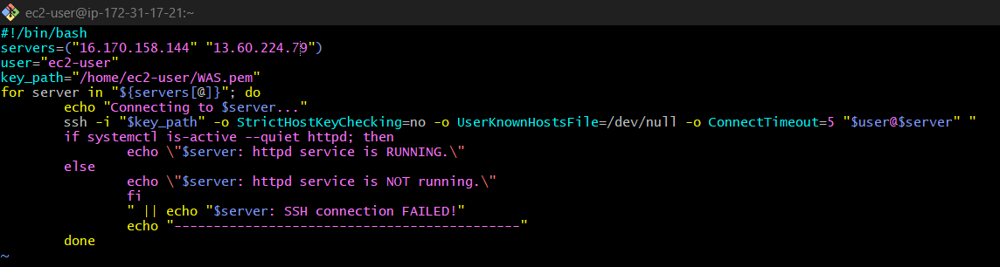 ec2-user@ip-172-31-17-21:~
#!/bin/bash
servers=("16.170.158.144" "13.60.224.79")
user="ec2-user"
key_path="/home/ec2-user/WAS.pem"
for server in "${servers[@]}"; do
        echo "Connecting to $server..."
        ssh -i "$key_path" -o StrictHostKeyChecking=no -o UserKnownHostsFile=/dev/null -o ConnectTimeout=5 "$user@$server" "
        if systemctl is-active --quiet httpd; then
                echo \"$server: httpd service is RUNNING.\"
        else
                echo \"$server: httpd service is NOT running.\"
                fi
                " || echo "$server: SSH connection FAILED!"
                echo "--------------------------------------------"
        done
~